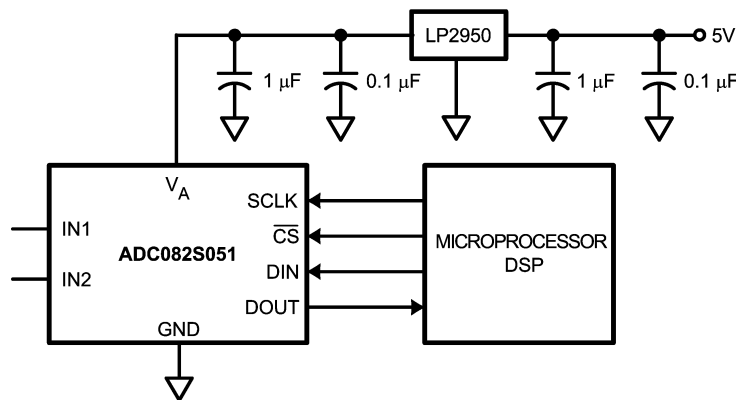 LP2950
5V
1 μF
0.1 μF
1 μF
0.1 μF
VA
SCLK
CS
DIN
DOUT
IN1
IN2
ADC082S051
GND
MICROPROCESSOR
DSP